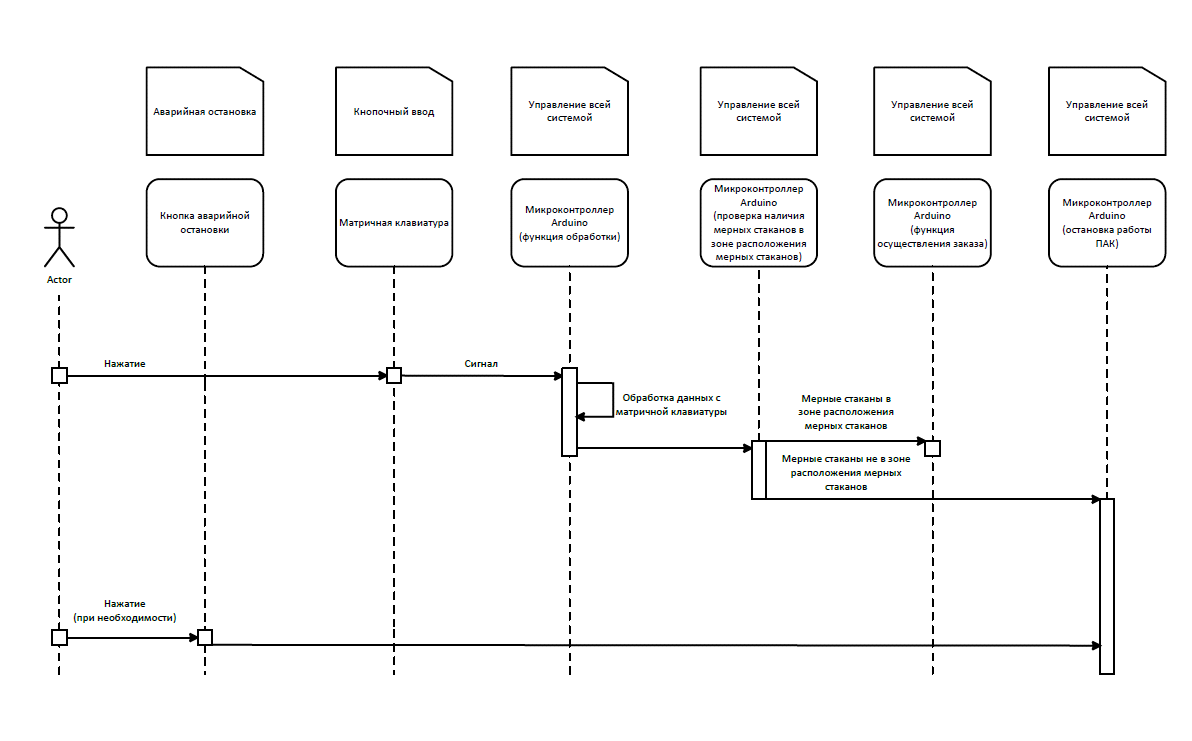 Аварийная остановка
Кнопочный ввод
Управление всей
системой
Управление всей
системой
Управление всей
системой
Управление всей
системой
Кнопка аварийной
остановки
Матричная клавиатура
Микроконтроллер
Arduino
(функция обработки)
Микроконтроллер
Arduino
(проверка наличия
мерных стаканов в
зоне расположения
мерных стаканов)
Микроконтроллер
Arduino
(функция
осуществления заказа)
Микроконтроллер
Arduino
(остановка работы
ПАК)
Actor
Нажатие
Сигнал
Обработка данных с
матричной клавиатуры
Мерные стаканы в
зоне расположения
мерных стаканов
Мерные стаканы не в зоне
расположения мерных
стаканов
Нажатие
(при необходимости)